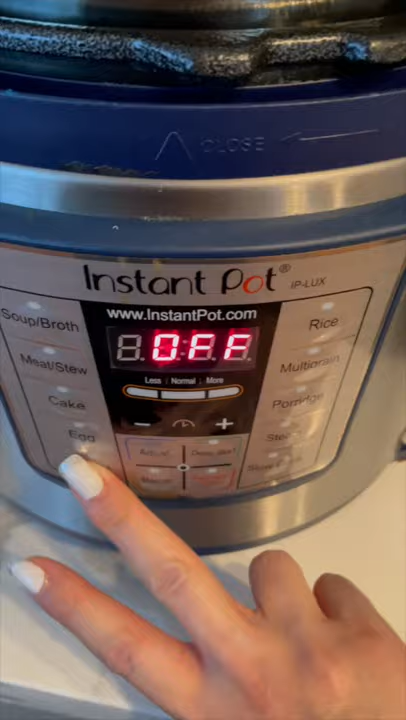 CLOSE
Instant Pot® IP-LUX
www.InstantPot.com
OFF
Less | Normal | More
− +
Soup/Broth
Meat/Stew
Cake
Egg
Rice
Multigrain
Porridge
Adjust